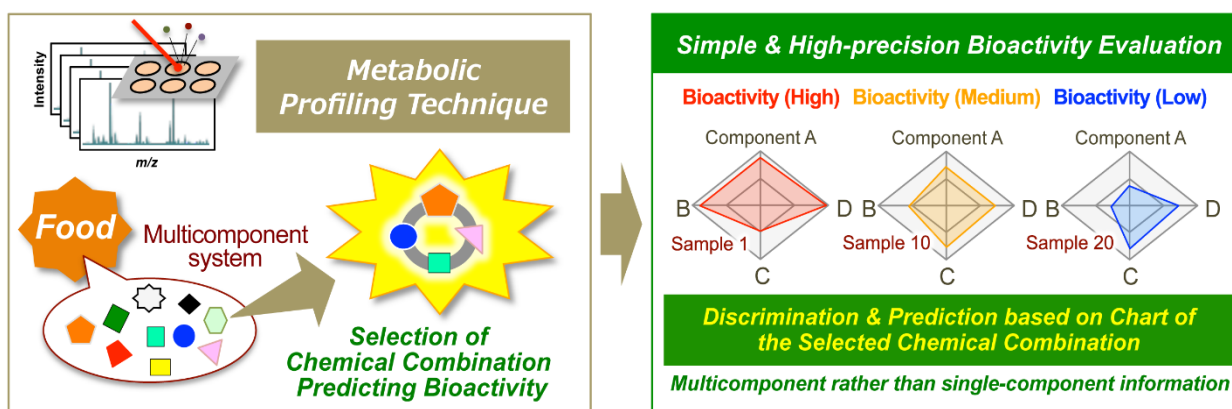 Intensity
m/z
Metabolic
Profiling Technique
Food
Multicomponent
system
Selection of
Chemical Combination
Predicting Bioactivity
Simple & High-precision Bioactivity Evaluation
Bioactivity (High) Bioactivity (Medium) Bioactivity (Low)
Component A Component A Component A
B D B D B D
Sample 1 Sample 10 Sample 20
C C C
Discrimination & Prediction based on Chart of
the Selected Chemical Combination
Multicomponent rather than single-component information